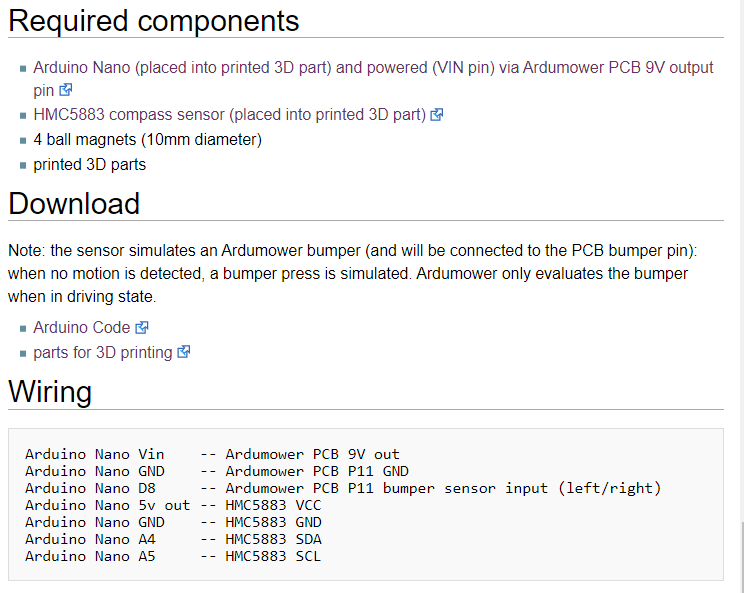 Required components
Arduino Nano (placed into printed 3D part) and powered (VIN pin) via Ardumower PCB 9V output
pin
HMC5883 compass sensor (placed into printed 3D part)
4 ball magnets (10mm diameter)
printed 3D parts
Download
Note: the sensor simulates an Ardumower bumper (and will be connected to the PCB bumper pin):
when no motion is detected, a bumper press is simulated. Ardumower only evaluates the bumper
when in driving state.
Arduino Code
parts for 3D printing
Wiring
Arduino Nano Vin    -- Ardumower PCB 9V out
Arduino Nano GND    -- Ardumower PCB P11 GND
Arduino Nano D8     -- Ardumower PCB P11 bumper sensor input (left/right)
Arduino Nano 5v out -- HMC5883 VCC
Arduino Nano GND    -- HMC5883 GND
Arduino Nano A4     -- HMC5883 SDA
Arduino Nano A5     -- HMC5883 SCL